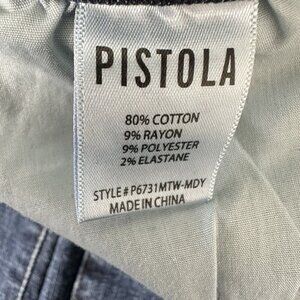 PISTOLA
80% COTTON
9% RAYON
9% POLYESTER
2% ELASTANE
STYLE# P6731MTW-MDY
MADE IN CHINA